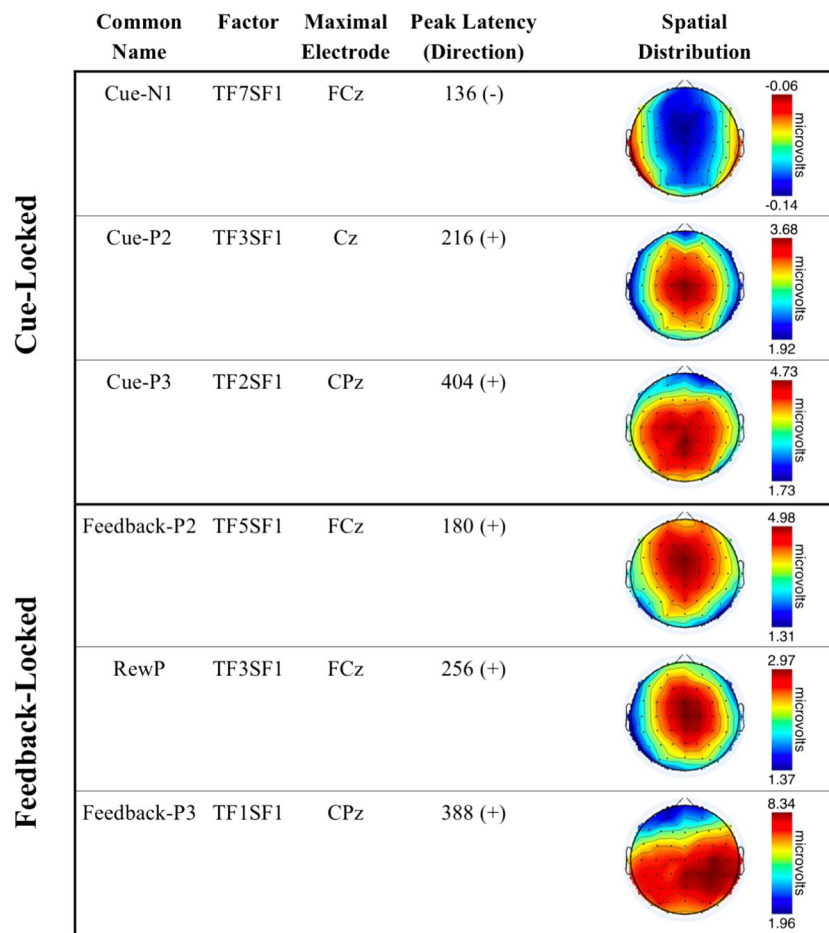 Common Factor Maximal Peak Latency Spatial
Name Electrode (Direction) Distribution
Cue-Locked
Cue-N1 TF7SF1 FCz 136 (-)
-0.06
microvolts
-0.14
Cue-P2 TF3SF1 Cz 216 (+)
3.68
microvolts
1.92
Cue-P3 TF2SF1 CPz 404 (+)
4.73
microvolts
1.73
Feedback-Locked
Feedback-P2 TF5SF1 FCz 180 (+)
4.98
microvolts
1.31
RewP TF3SF1 FCz 256 (+)
2.97
microvolts
1.37
Feedback-P3 TF1SF1 CPz 388 (+)
8.34
microvolts
1.96